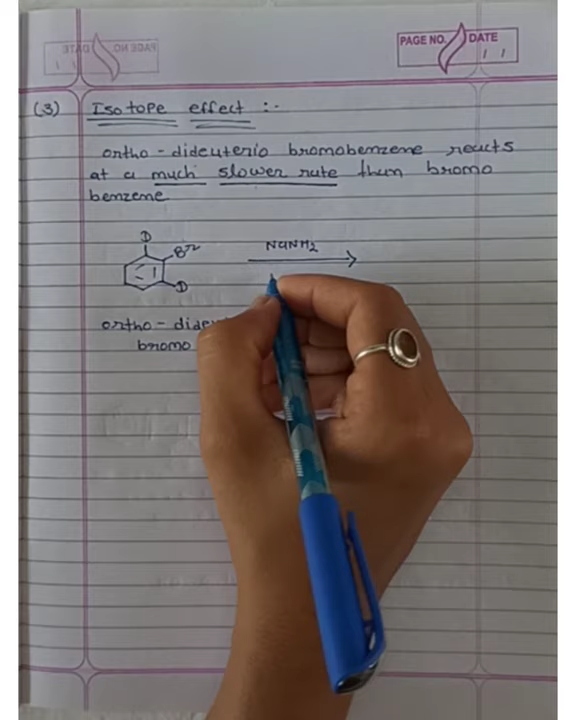 PAGE NO. DATE
/ /
(3) Isotope effect :-
ortho-dideuterio bromobenzene reacts
at a much slower rate than bromo
benzene
D
Br
NaNH2
D
ortho-
bromo